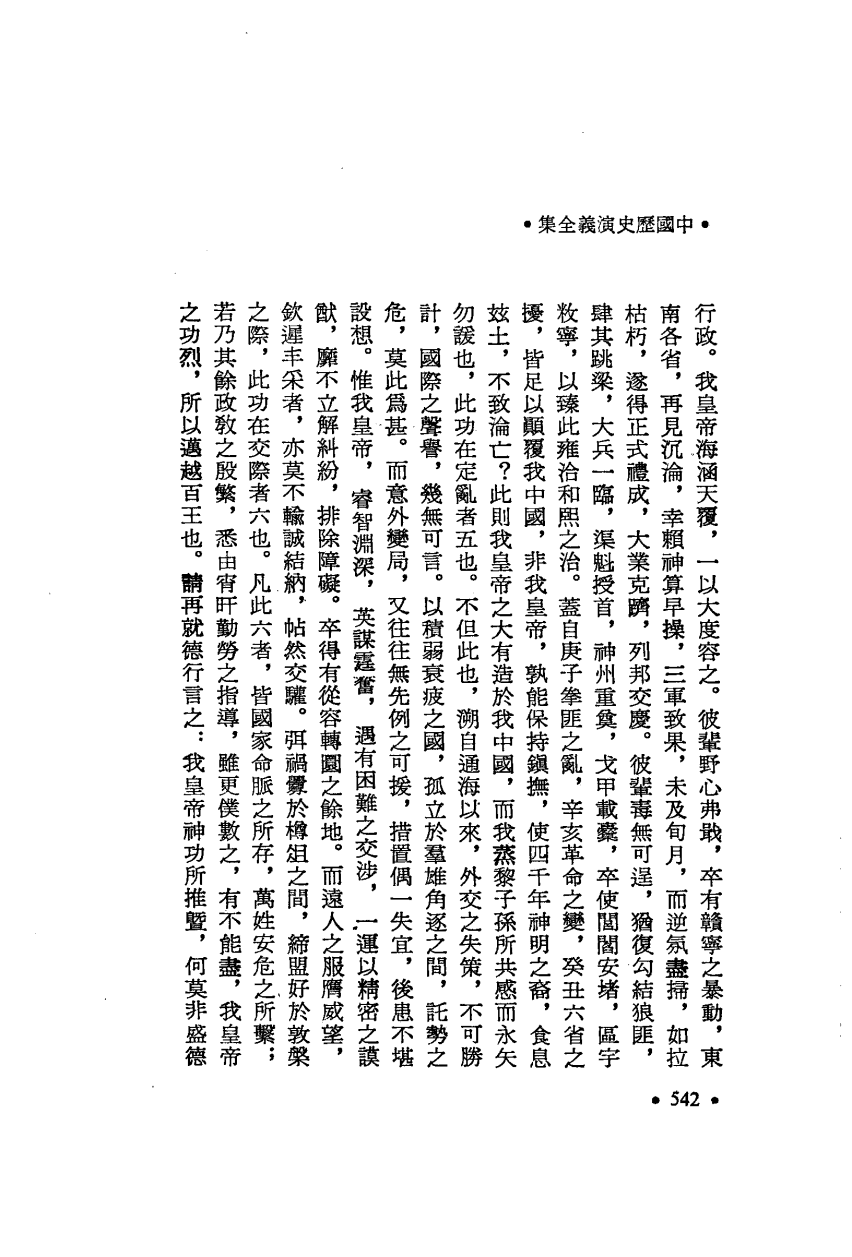 •中國歷史演義全集•
行政。我皇帝海涵天覆，一以大度容之。彼輩野心弗戢，卒有贛寧之暴動，東
南各省，再見沉淪，幸賴神算早操，三軍致果，未及旬月，而逆氛盡掃，如拉
枯朽，遂得正式禮成，大業克躋，列邦交慶。彼輩毒無可逞，猶復勾結狼匪，
肆其跳梁，大兵一臨，渠魁授首，神州重奠，戈甲載櫜，卒使閭閻安堵，區宇
敉寧，以臻此雍洽和熙之治。蓋自庚子拳匪之亂，辛亥革命之變，癸丑六省之
擾，皆足以顛覆我中國，非我皇帝，孰能保持鎮撫，使四千年神明之裔，食息
玆土，不致淪亡？此則我皇帝之大有造於我中國，而我蒸黎子孫所共感而永矢
勿諼也，此功在定亂者五也。不但此也，溯自通海以來，外交之失策，不可勝
計，國際之聲譽，幾無可言。以積弱衰疲之國，孤立於羣雄角逐之間，託勢之
危，莫此爲甚。而意外變局，又往往無先例之可援，措置偶一失宜，後患不堪
設想。惟我皇帝，睿智淵深，英謀霆奮，遇有困難之交涉，一運以精密之謨
猷，靡不立解糾紛，排除障礙。卒得有從容轉圜之餘地。而遠人之服膺威望，
欽遲丰采者，亦莫不輸誠結納，帖然交驩。弭禍釁於樽俎之間，締盟好於敦槃
之際，此功在交際者六也。凡此六者，皆國家命脈之所存，萬姓安危之所繫；
若乃其餘政敎之殷繁，悉由宵旰勤勞之指導，雖更僕數之，有不能盡，我皇帝
之功烈，所以邁越百王也。請再就德行言之：我皇帝神功所推暨，何莫非盛德
•542•